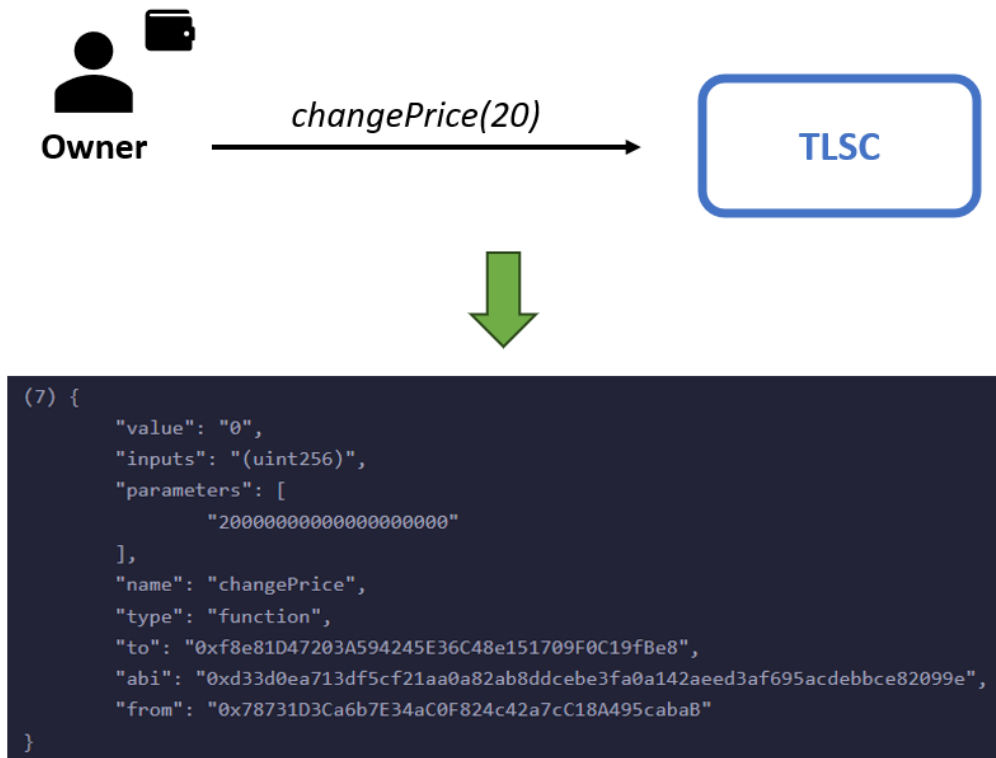 changePrice(20)
Owner
TLSC
(7) {
"value": "0",
"inputs": "(uint256)",
"parameters": [
"20000000000000000000"
],
"name": "changePrice",
"type": "function",
"to": "0xf8e81D47203A594245E36C48e151709F0C19fBe8",
"abi": "0xd33d0ea713df5cf21aa0a82ab8ddcebe3fa0a142aeed3af695acdebbce82099e",
"from": "0x78731D3Ca6b7E34aC0F824c42a7cC18A495cabaB"
}